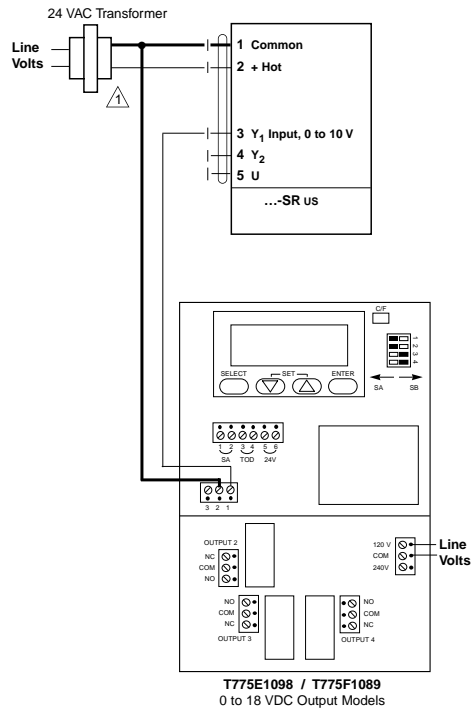 24 VAC Transformer
Line
Volts
1
1 Common
2 + Hot
3 Y1 Input, 0 to 10 V
4 Y2
5 U
...-SR US
C/F
1
2
3
4
SELECT
SET
ENTER
SA
SB
1 2 3 4 5 6
SA TOD 24V
3 2 1
OUTPUT 2
NC
COM
NO
120 V
COM
240V
Line
Volts
NO
COM
NC
OUTPUT 3
NO
COM
NC
OUTPUT 4
T775E1098 / T775F1089
0 to 18 VDC Output Models